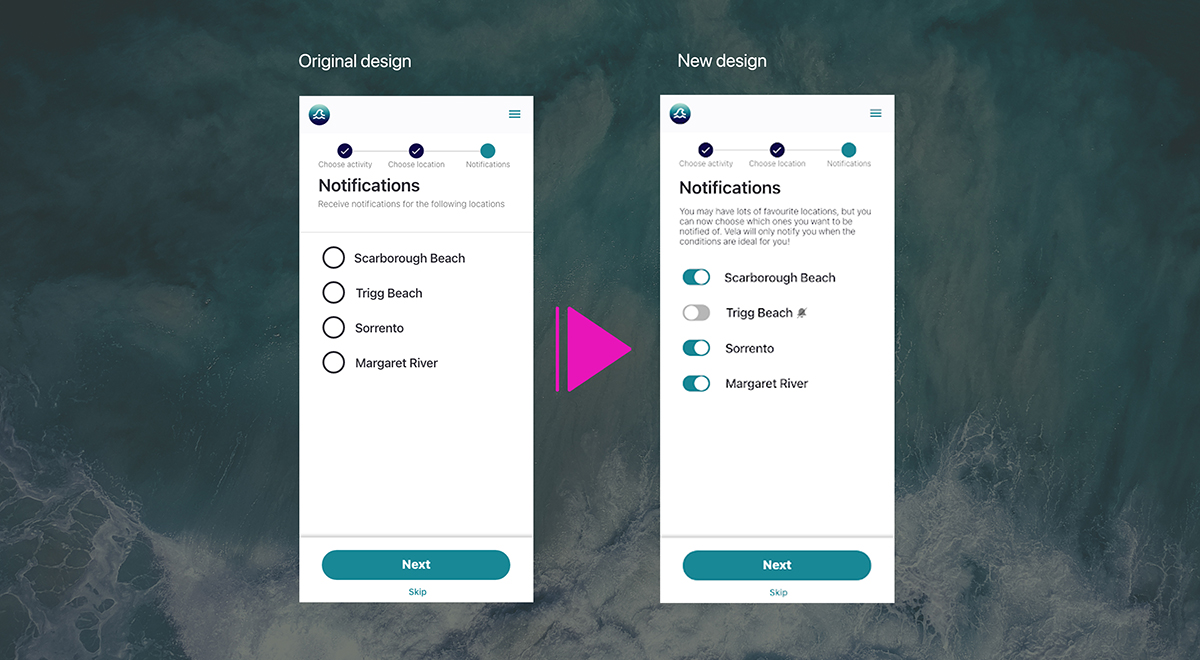 Original design
Choose activity
Choose location
Notifications
Notifications
Receive notifications for the following locations
Scarborough Beach
Trigg Beach
Sorrento
Margaret River
Next
Skip
New design
Choose activity
Choose location
Notifications
Notifications
You may have lots of favourite locations, but you
can now choose which ones you want to be
notified of. Vela will only notify you when the
conditions are ideal for you!
Scarborough Beach
Trigg Beach
Sorrento
Margaret River
Next
Skip